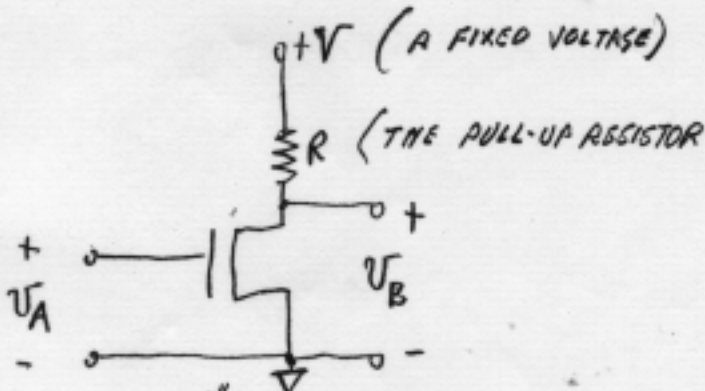 +V (A FIXED VOLTAGE)
R (THE PULL-UP RESISTOR
+ +
VA VB
- -